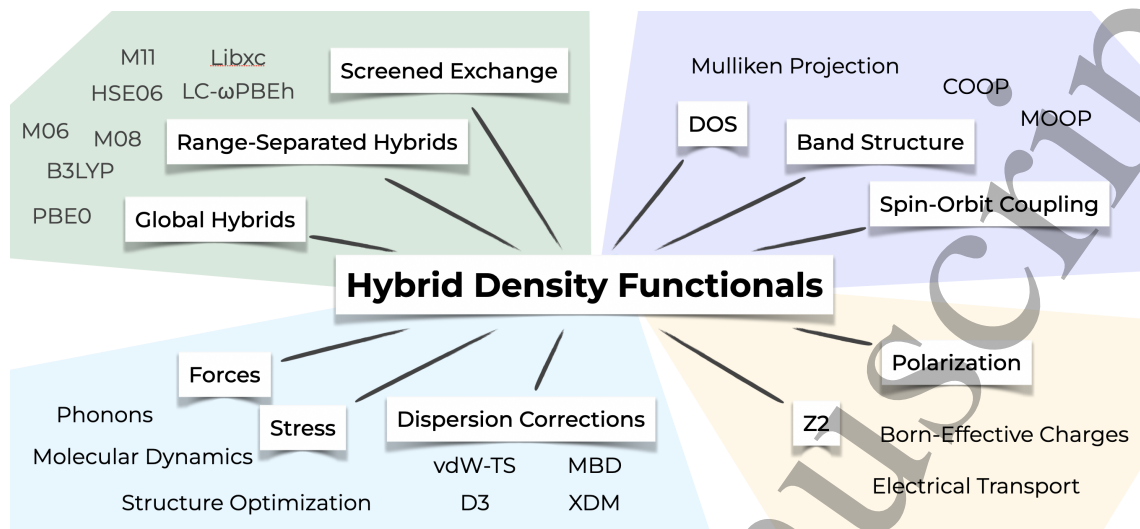 M11
Libxc
Screened Exchange
HSE06
LC-ωPBEh
M06
M08
Range-Separated Hybrids
B3LYP
PBE0
Global Hybrids
Mulliken Projection
COOP
DOS
MOOP
Band Structure
Spin-Orbit Coupling
Hybrid Density Functionals
Forces
Phonons
Stress
Dispersion Corrections
Molecular Dynamics
vdW-TS
MBD
Structure Optimization
D3
XDM
Polarization
Z2
Born-Effective Charges
Electrical Transport
uscrip